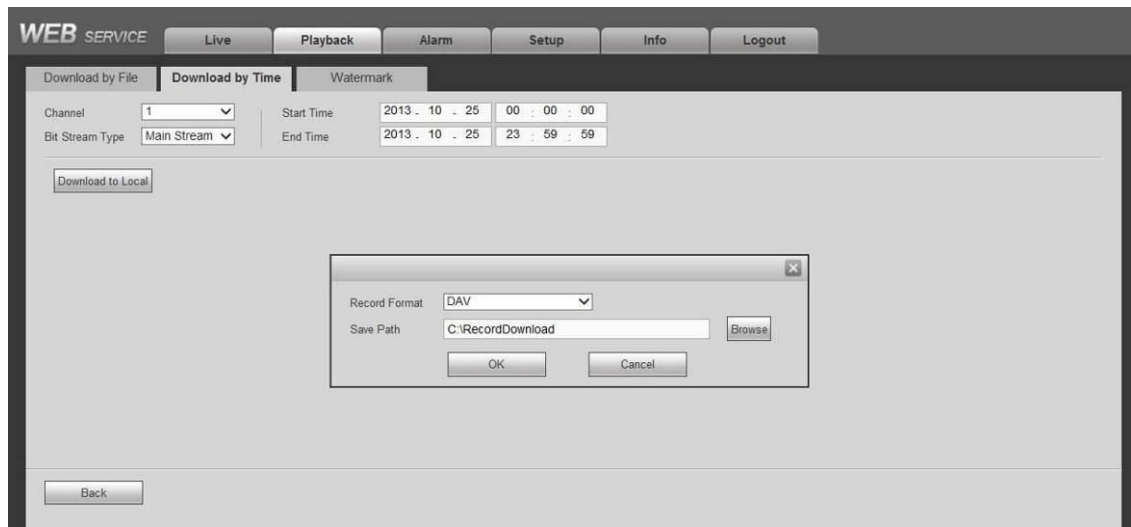 WEB SERVICE Live Playback Alarm Setup Info Logout
Download by File Download by Time Watermark
Channel 1 Start Time 2013 . 10 . 25 00 : 00 : 00
Bit Stream Type Main Stream End Time 2013 . 10 . 25 23 : 59 : 59
Download to Local
Record Format DAV
Save Path C:\RecordDownload Browse
OK Cancel
Back